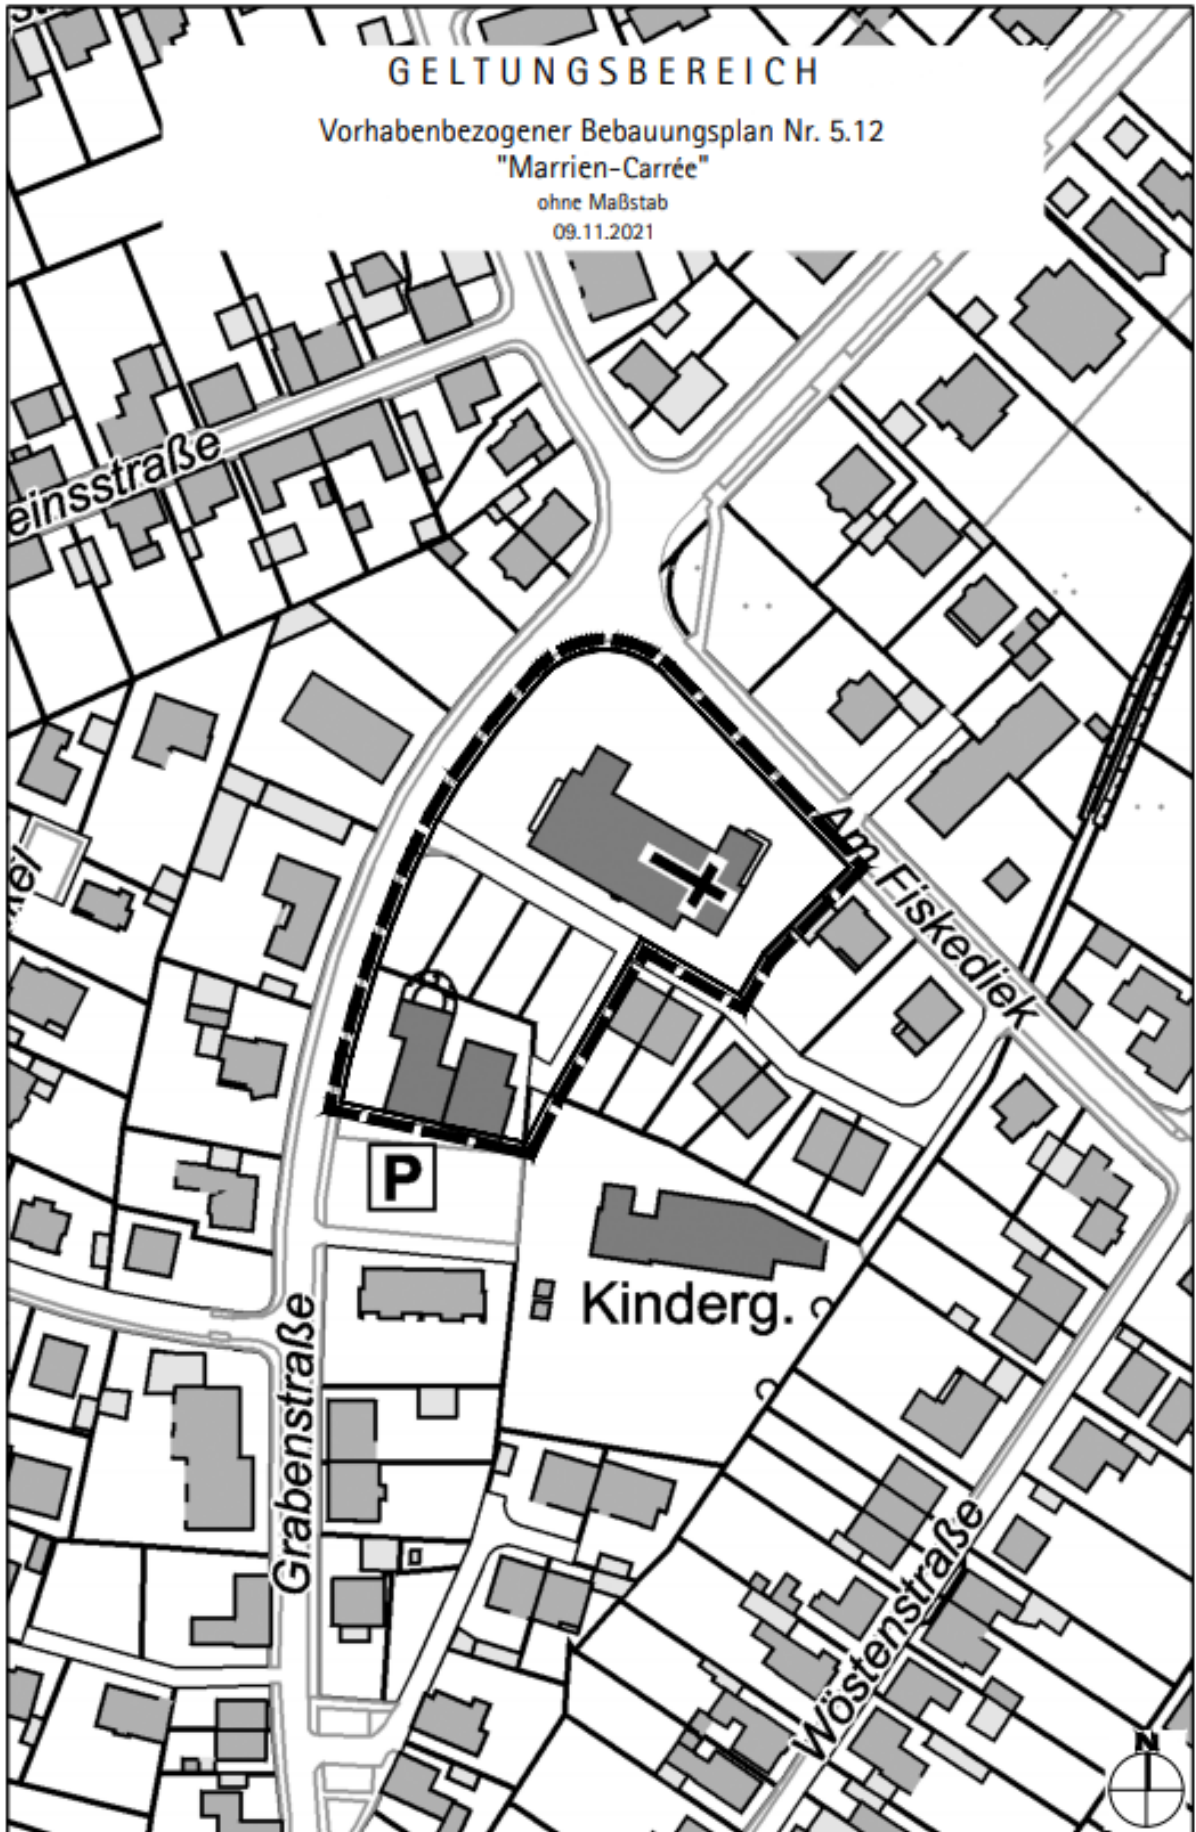 GELTUNGSBEREICH
Vorhabenbezogener Bebauungsplan Nr. 5.12
"Marrien-Carrée"
ohne Maßstab
09.11.2021
einsstraße
Am Fiskediek
P
Kinderg.
Grabenstraße
Wöstenstraße
N